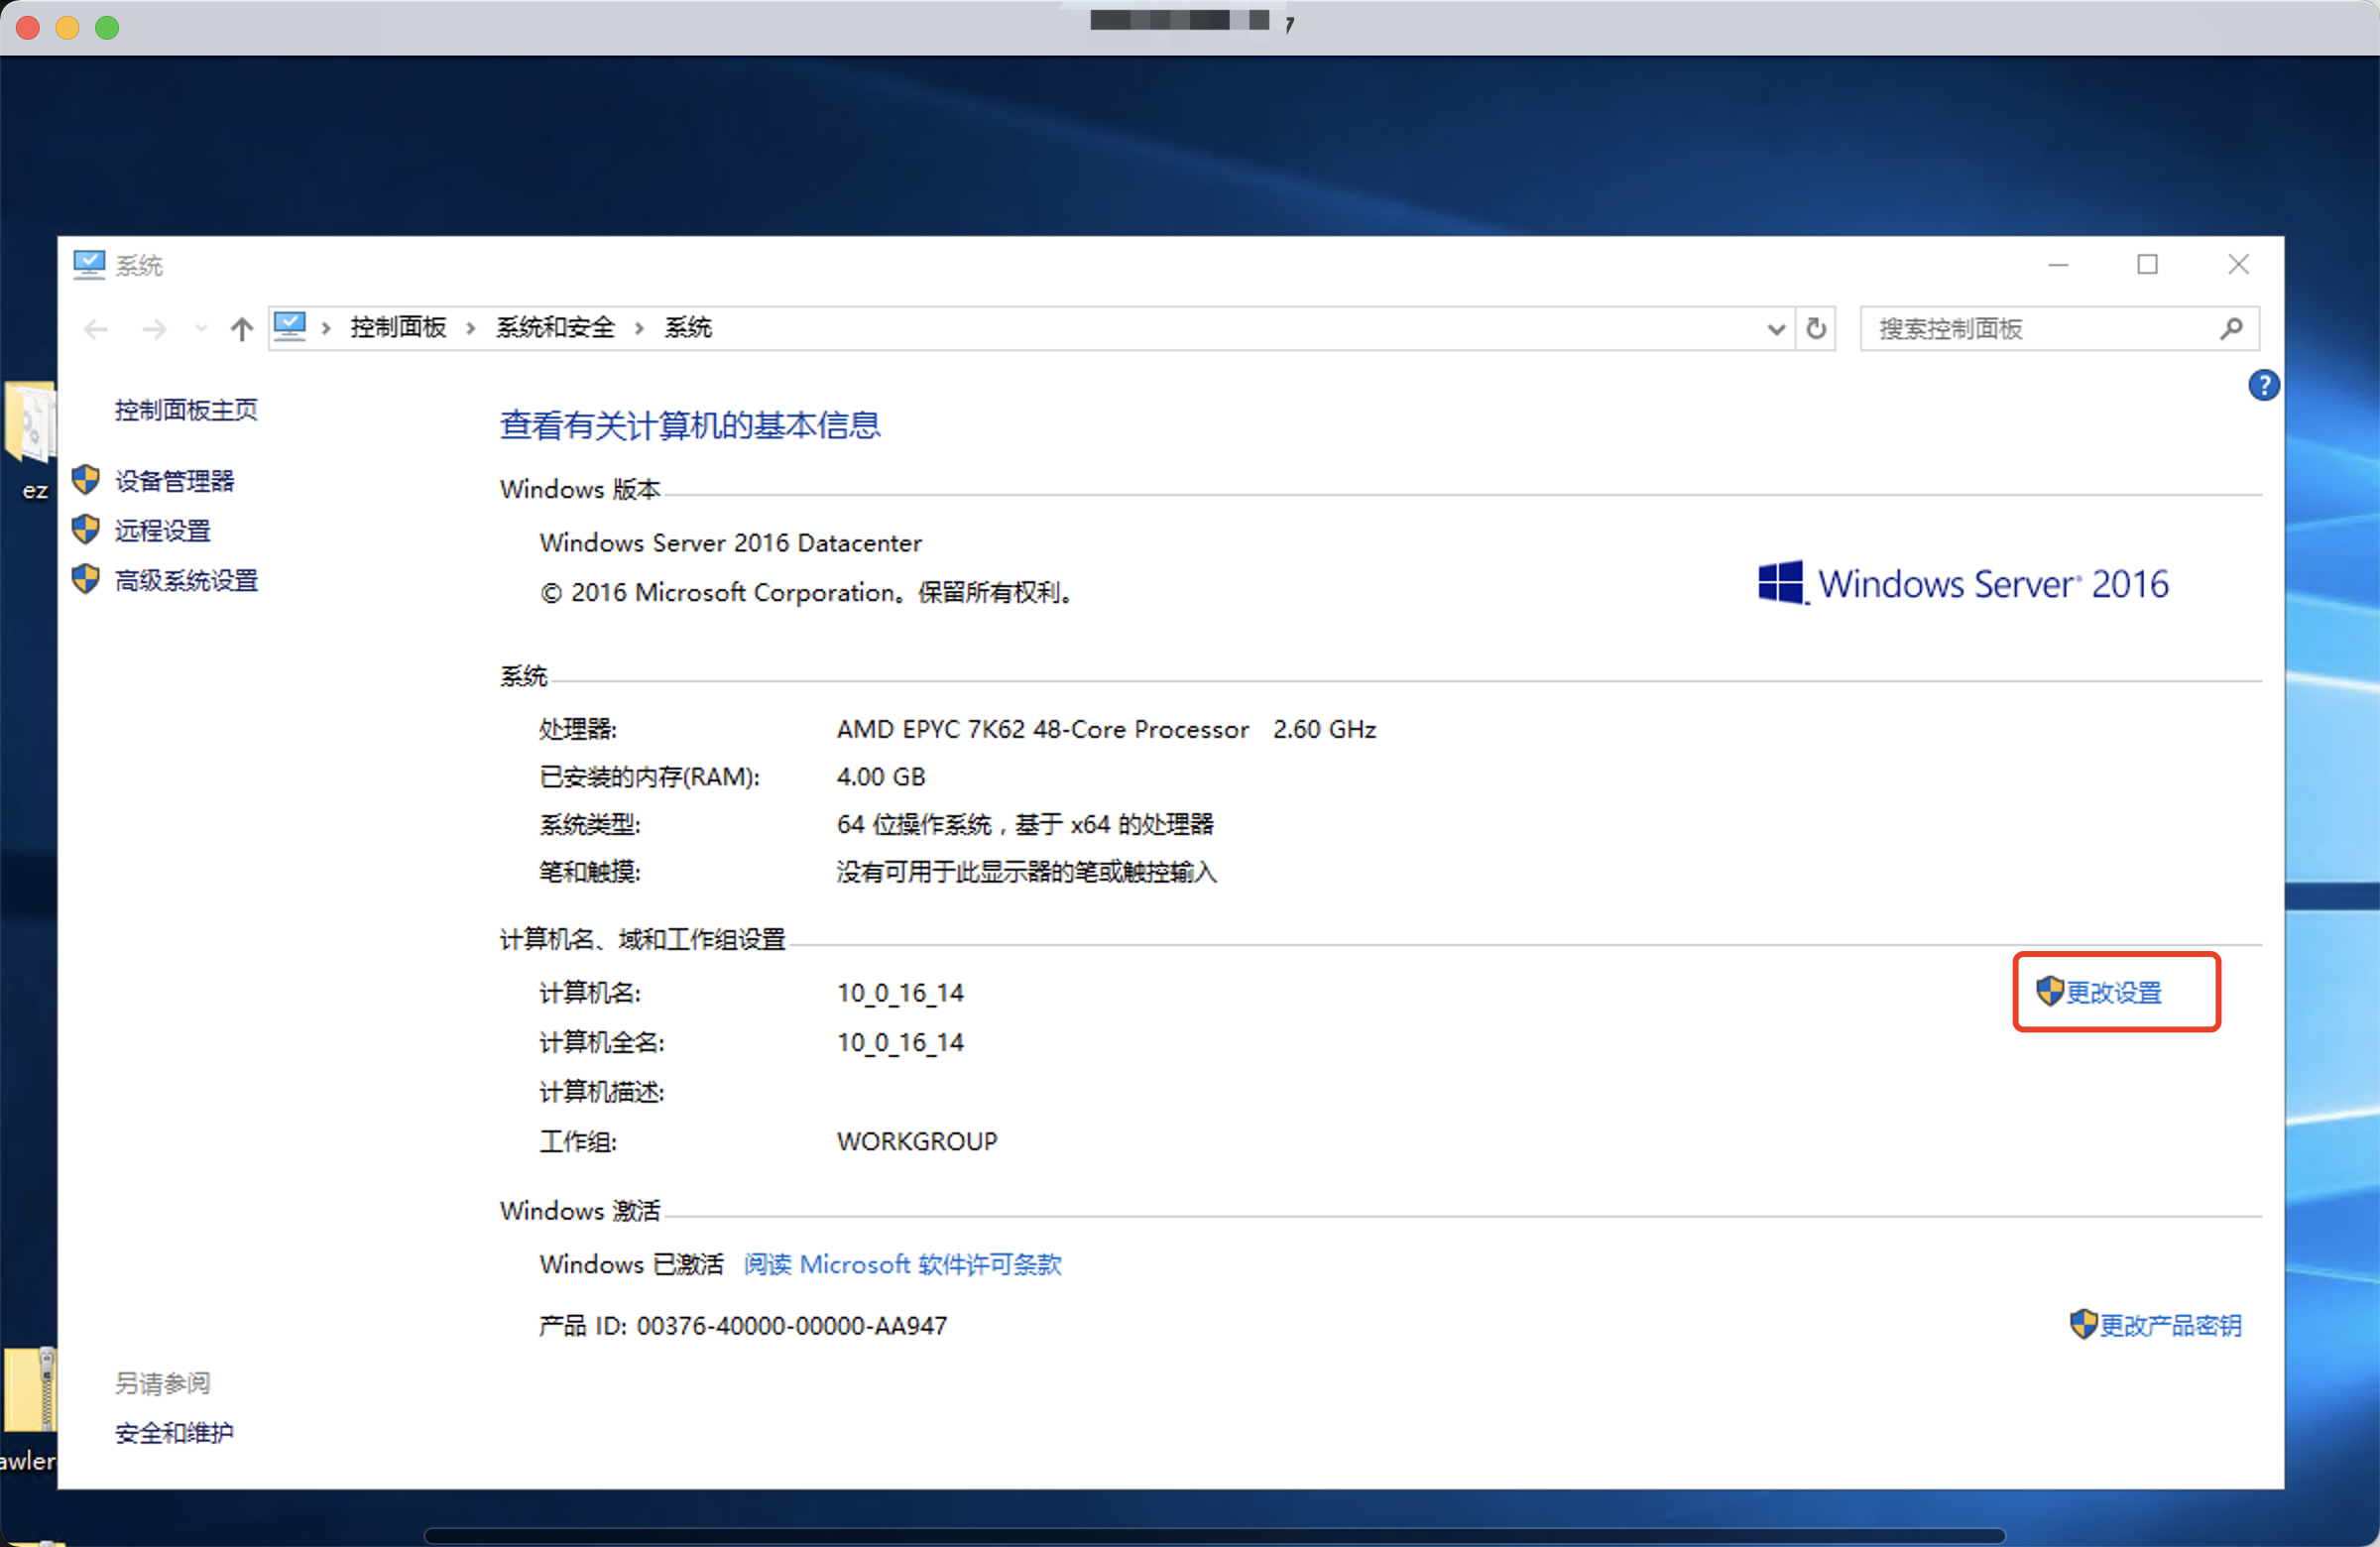 7
系统
控制面板 系统和安全 系统
搜索控制面板
控制面板主页
设备管理器
远程设置
高级系统设置
ez
查看有关计算机的基本信息
Windows 版本
Windows Server 2016 Datacenter
© 2016 Microsoft Corporation。保留所有权利。
Windows Server® 2016
系统
处理器: AMD EPYC 7K62 48-Core Processor 2.60 GHz
已安装的内存(RAM): 4.00 GB
系统类型: 64 位操作系统，基于 x64 的处理器
笔和触摸: 没有可用于此显示器的笔或触控输入
计算机名、域和工作组设置
计算机名: 10_0_16_14 更改设置
计算机全名: 10_0_16_14
计算机描述:
工作组: WORKGROUP
Windows 激活
Windows 已激活 阅读 Microsoft 软件许可条款
产品 ID: 00376-40000-00000-AA947 更改产品密钥
另请参阅
安全和维护
awler